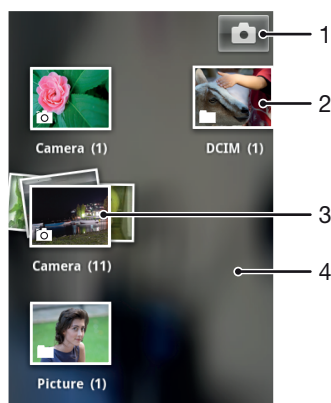 1
2
Camera (1)
DCIM (1)
3
Camera (11)
4
Picture (1)